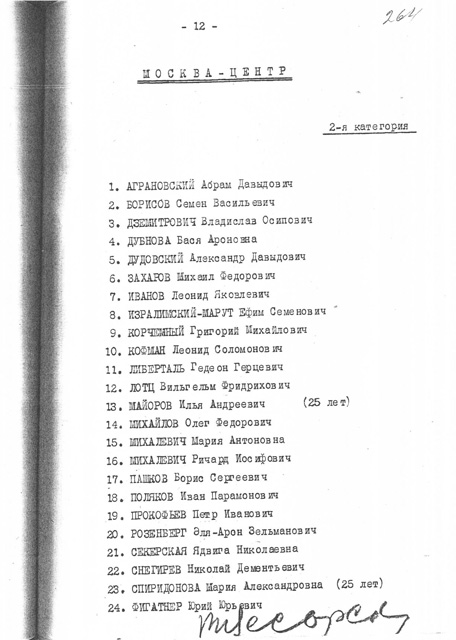 - 12 -
264
МОСКВА-ЦЕНТР
2-я категория
1. АГРАНОВСКИЙ Абрам Давыдович
2. БОРИСОВ Семен Васильевич
3. ДЗЕМИТРОВИЧ Владислав Осипович
4. ДУБНОВА Бася Ароновна
5. ДУДОВСКИЙ Александр Давыдович
6. ЗАХАРОВ Михаил Федорович
7. ИВАНОВ Леонид Яковлевич
8. ИЗРАЛИМСКИЙ-МАРУТ Ефим Семенович
9. КОРЧЕМНЫЙ Григорий Михайлович
10. КОФМАН Леонид Соломонович
11. ЛИБЕРТАЛЬ Гедеон Герцевич
12. ЛОТЦ Вильгельм Фридрихович
13. МАЙОРОВ Илья Андреевич (25 лет)
14. МИХАЙЛОВ Олег Федорович
15. МИХАЛЕВИЧ Мария Антоновна
16. МИХАЛЕВИЧ Ричард Иосифович
17. ПАШКОВ Борис Сергеевич
18. ПОЛЯКОВ Иван Парамонович
19. ПРОКОФЬЕВ Петр Иванович
20. РОЗЕНБЕРГ Эля-Арон Зельманович
21. СЕКЕРСКАЯ Ядвига Николаевна
22. СНЕГИРЕВ Николай Дементьевич
23. СПИРИДОНОВА Мария Александровна (25 лет)
24. ФИГАТНЕР Юрий Юрьевич